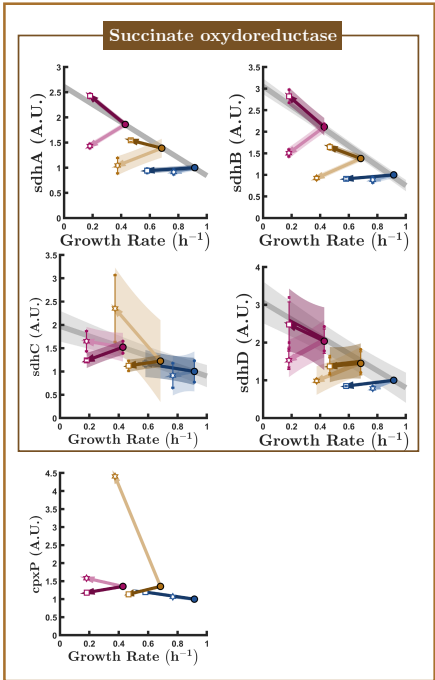 Succinate oxydoreductase
sdhA (A.U.)
3
2.5
2
1.5
1
0.5
0
0 0.2 0.4 0.6 0.8 1
Growth Rate (h⁻¹)
sdhB (A.U.)
3.5
3
2.5
2
1.5
1
0.5
0
0 0.2 0.4 0.6 0.8 1
Growth Rate (h⁻¹)
sdhC (A.U.)
3.5
3
2.5
2
1.5
1
0.5
0
0 0.2 0.4 0.6 0.8 1
Growth Rate (h⁻¹)
sdhD (A.U.)
4
3
2
1
0
0 0.2 0.4 0.6 0.8 1
Growth Rate (h⁻¹)
cpxP (A.U.)
4.5
4
3.5
3
2.5
2
1.5
1
0.5
0
0 0.2 0.4 0.6 0.8 1
Growth Rate (h⁻¹)